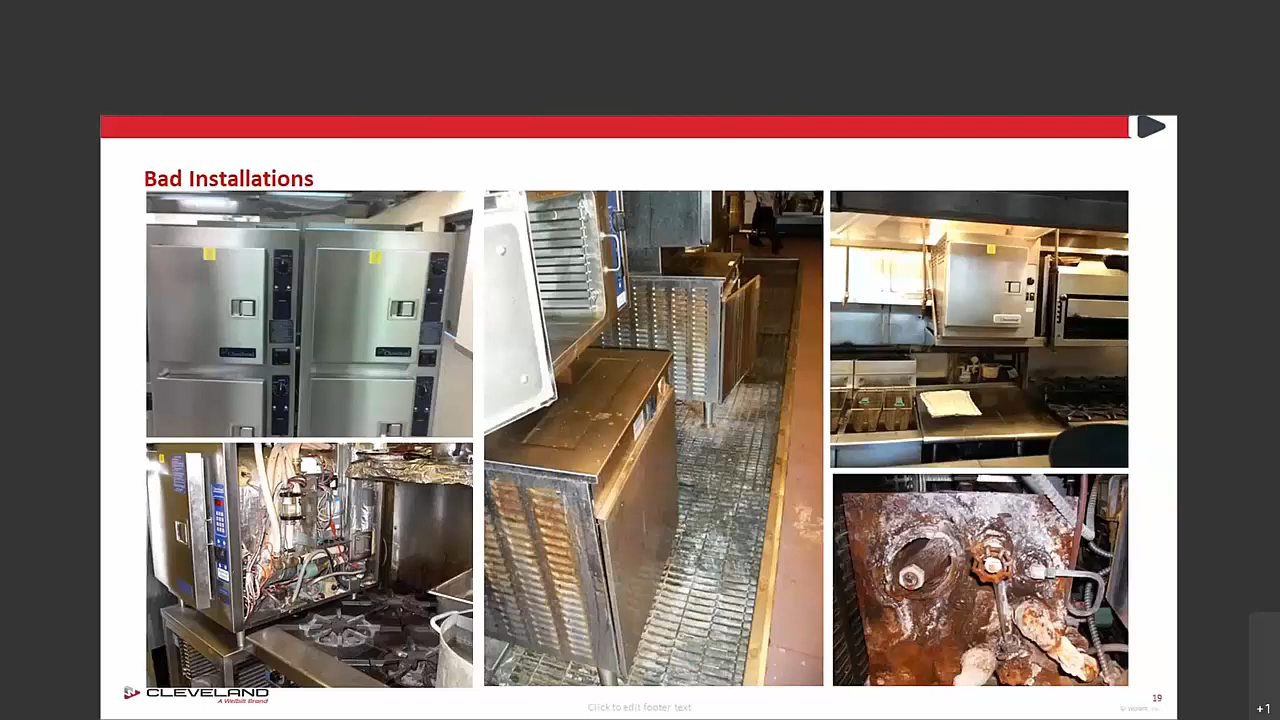 Bad Installations
CLEVELAND
A Welbilt Brand
Click to edit footer text
19
+1